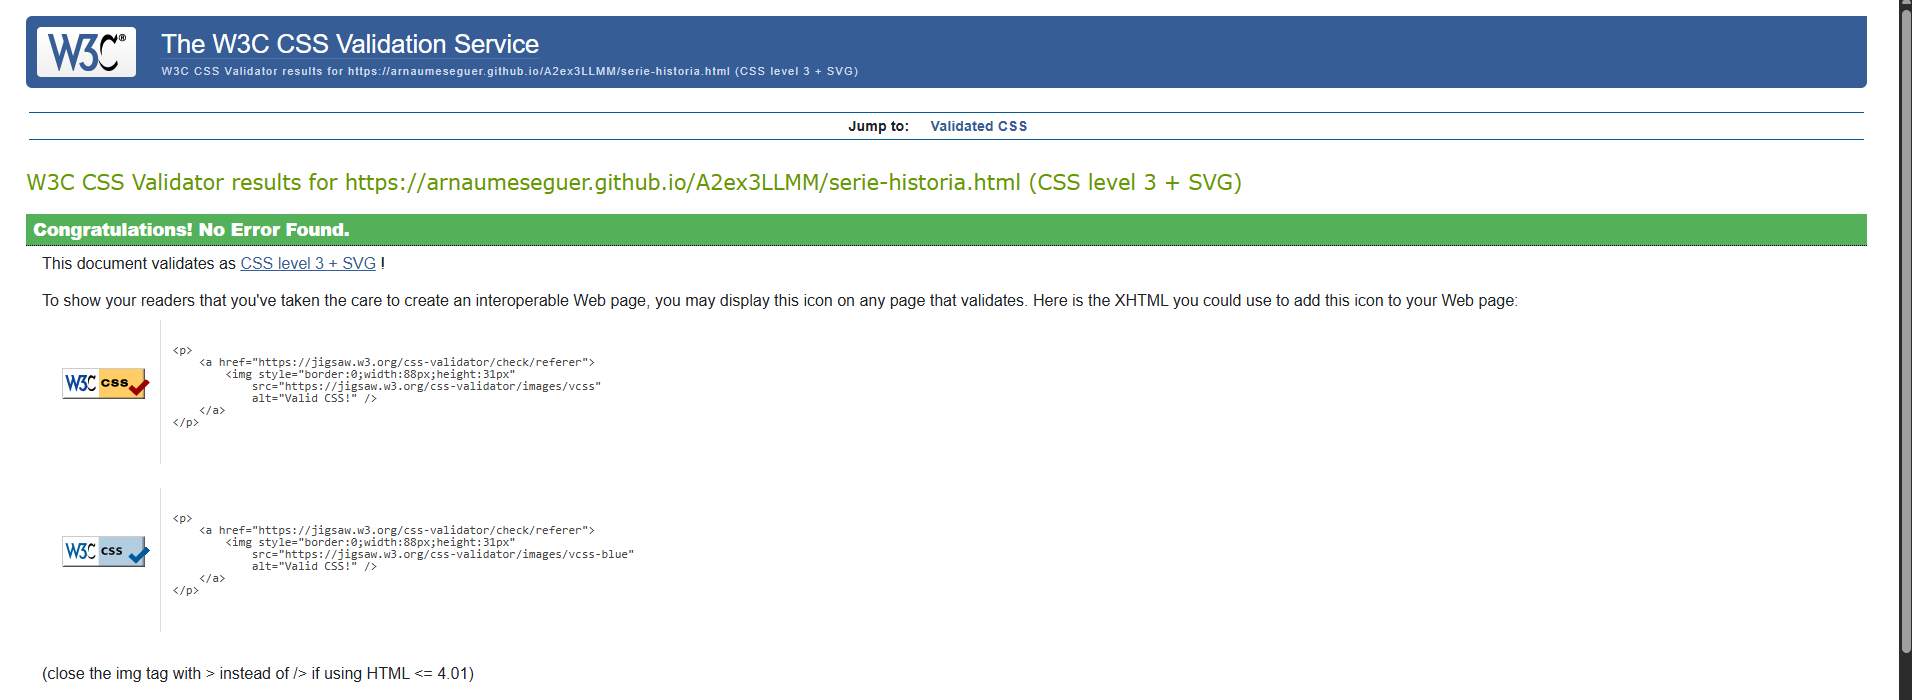 W3C®
The W3C CSS Validation Service
W3C CSS Validator results for https://arnaumeseguer.github.io/A2ex3LLMM/serie-historia.html (CSS level 3 + SVG)
Jump to: Validated CSS
W3C CSS Validator results for https://arnaumeseguer.github.io/A2ex3LLMM/serie-historia.html (CSS level 3 + SVG)
Congratulations! No Error Found.
This document validates as CSS level 3 + SVG !
To show your readers that you've taken the care to create an interoperable Web page, you may display this icon on any page that validates. Here is the XHTML you could use to add this icon to your Web page:
W3C css
<p>
<a href="https://jigsaw.w3.org/css-validator/check/referer">
<img style="border:0;width:88px;height:31px"
src="https://jigsaw.w3.org/css-validator/images/vcss"
alt="Valid CSS!" />
</a>
</p>
W3C css
<p>
<a href="https://jigsaw.w3.org/css-validator/check/referer">
<img style="border:0;width:88px;height:31px"
src="https://jigsaw.w3.org/css-validator/images/vcss-blue"
alt="Valid CSS!" />
</a>
</p>
(close the img tag with > instead of /> if using HTML <= 4.01)